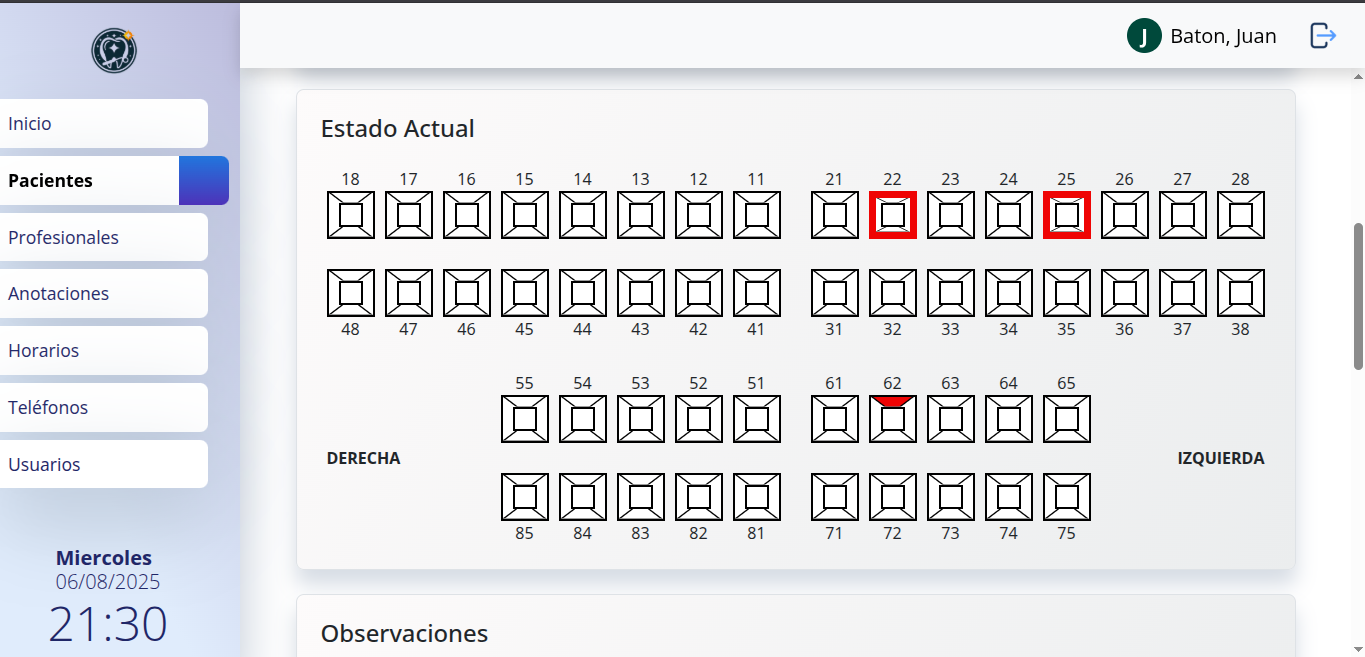 Baton, Juan
J
Inicio
Pacientes
Profesionales
Anotaciones
Horarios
Teléfonos
Usuarios
Miercoles
06/08/2025
21:30
Estado Actual
18 17 16 15 14 13 12 11 21 22 23 24 25 26 27 28
48 47 46 45 44 43 42 41 31 32 33 34 35 36 37 38
55 54 53 52 51 61 62 63 64 65
DERECHA IZQUIERDA
85 84 83 82 81 71 72 73 74 75
Observaciones